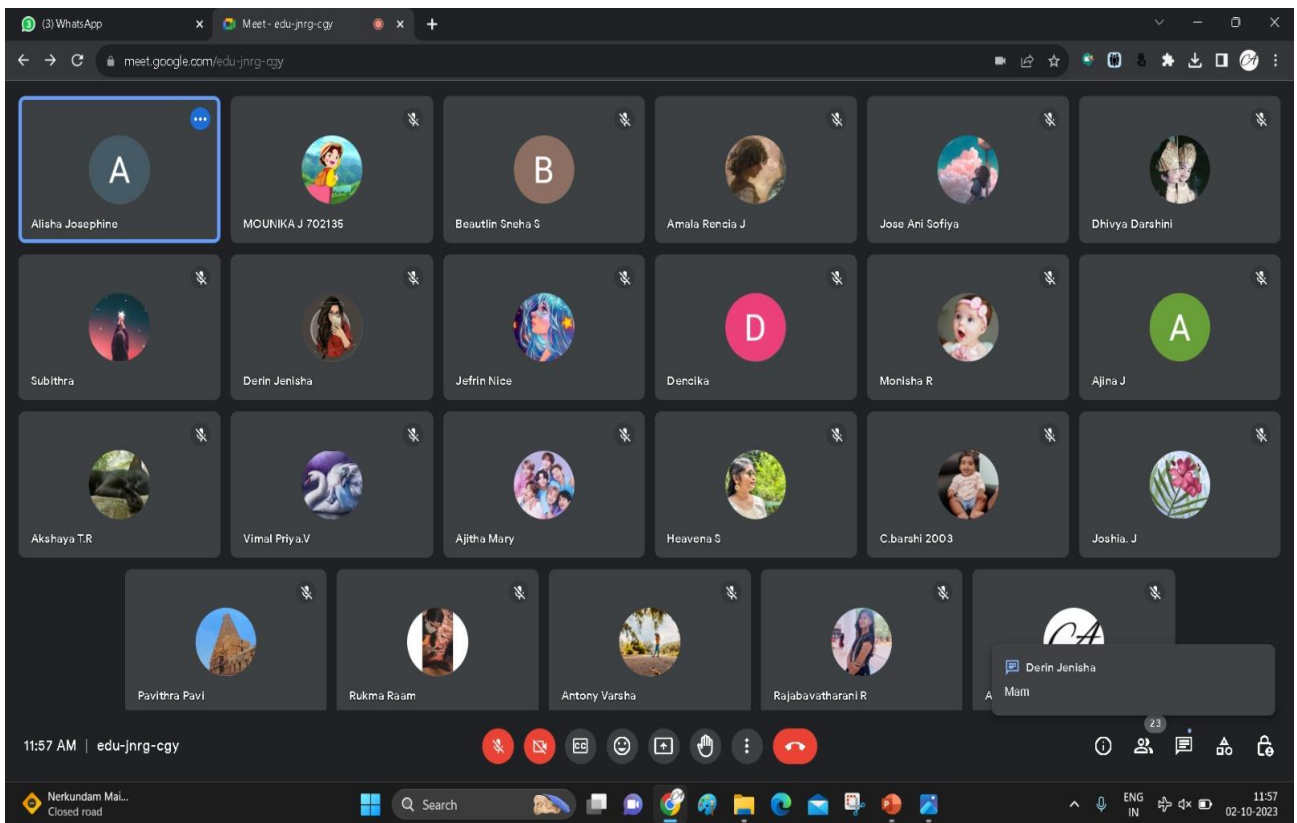 (3) WhatsApp
Meet - edu-jnrg-cgy
meet.google.com/edu-jnrg-cgy
A
B
Alisha Josephine
MOUNIKA J 702135
Beautlin Sneha S
Amala Rencia J
Jose Ani Sofiya
Dhivya Darshini
D
A
Subithra
Derin Jenisha
Jefrin Nice
Dencika
Monisha R
Ajina J
Akshaya T.R
Vimal Priya.V
Ajitha Mary
Heavena S
C.barshi 2003
Joshia. J
CA
Derin Jenisha
Mam
Pavithra Pavi
Rukma Raam
Antony Varsha
Rajabavatharani R
A
23
11:57 AM | edu-jnrg-cgy
Nerkundam Mai...
Closed road
Search
ENG
IN
11:57
02-10-2023